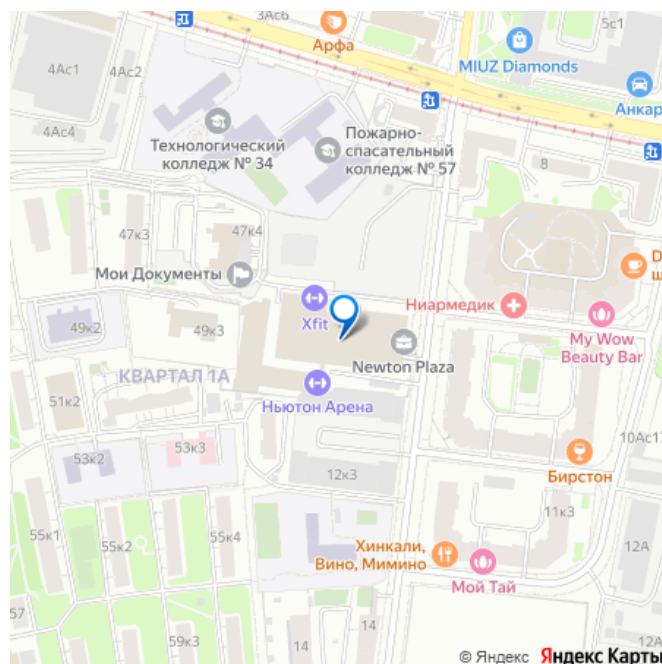 3Ас6
5с1
Арфа
4Ас1
4Ас2
MIUZ Diamonds
Анкар
4Ас4
Технологический
колледж № 34
Пожарно-
спасательный
колледж № 57
8
47к3
47к4
Мои Документы
D
ш
Xfit
Ниармедик
49к2
49к3
My Wow
Beauty Bar
Newton Plaza
КВАРТАЛ 1А
51к2
Ньютон Арена
10Ас1
53к3
53к2
12к3
Бирстон
11к3
55к1
55к2
55к4
Хинкали,
Вино, Мимино
12А
Мой Тай
57
14
59к3
14
12А
© Яндекс Яндекс Карты